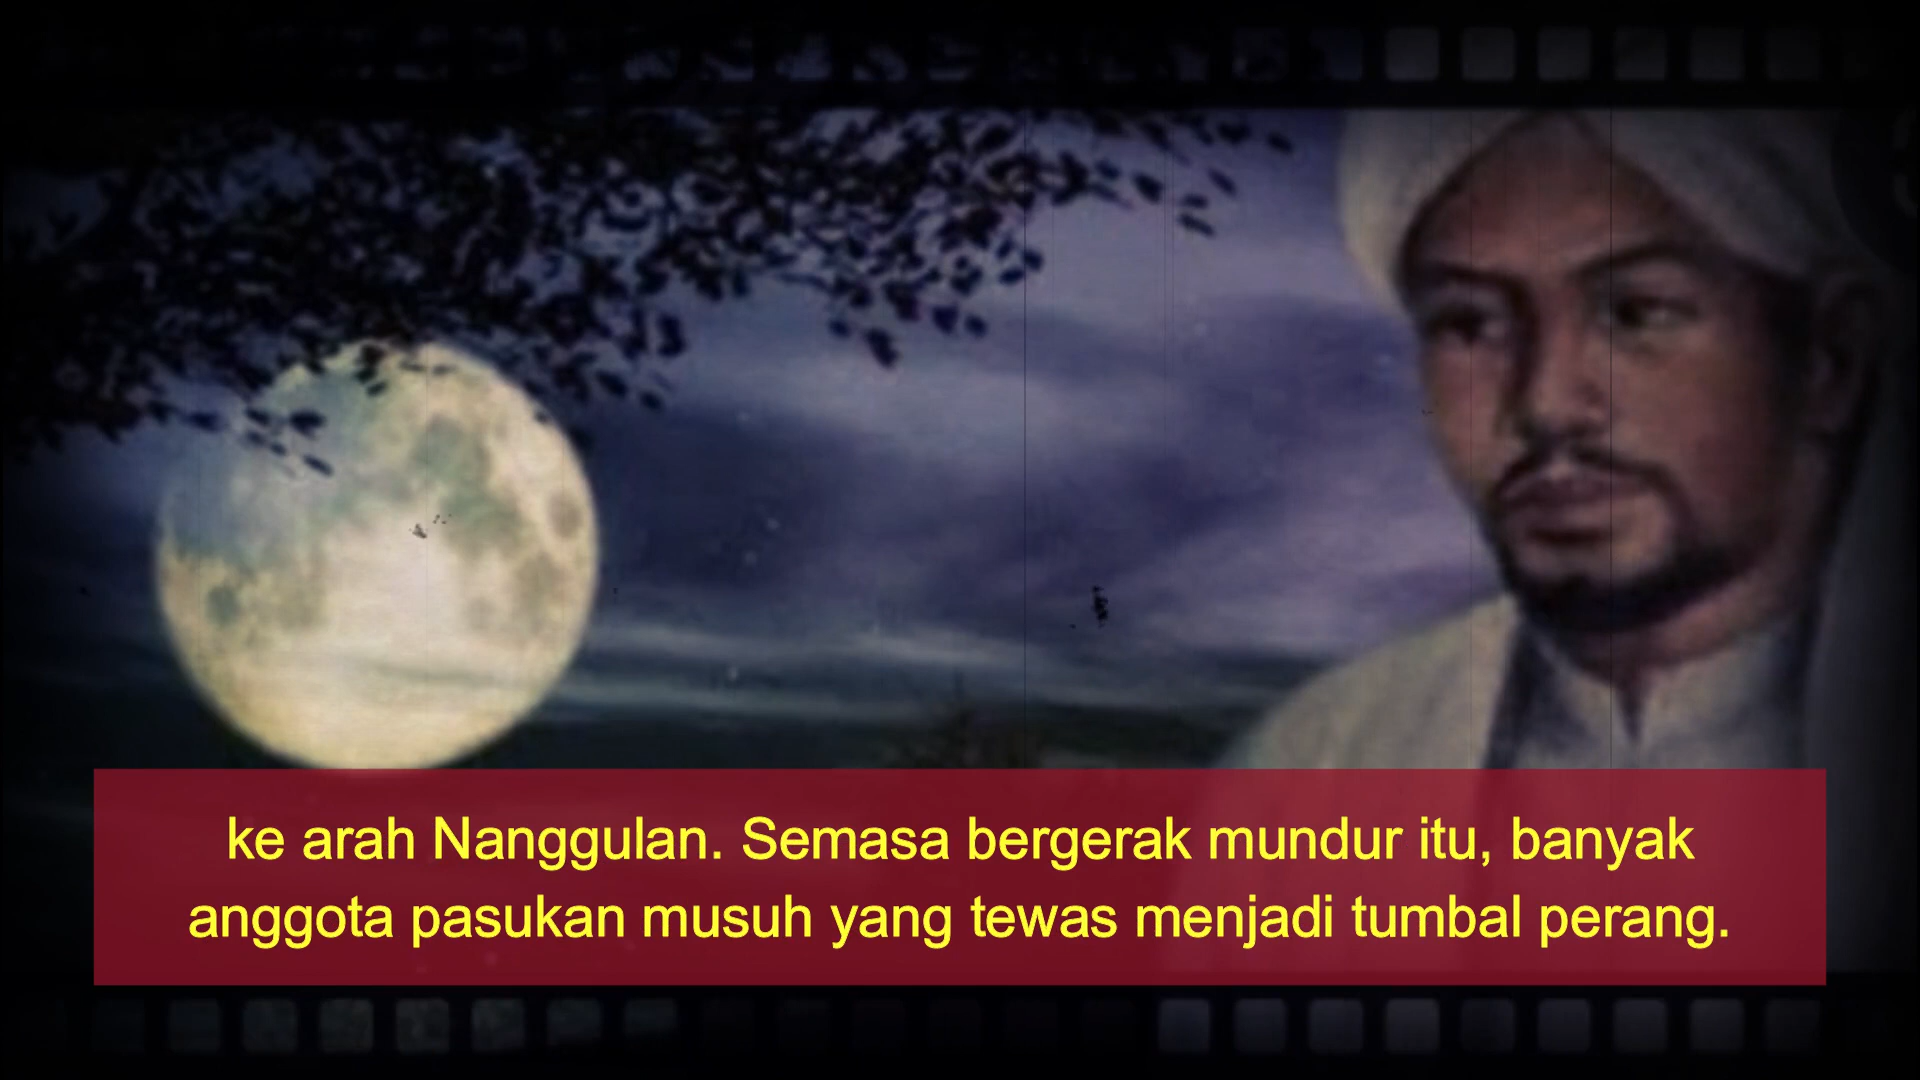 ke arah Nanggulan. Semasa bergerak mundur itu, banyak
anggota pasukan musuh yang tewas menjadi tumbal perang.